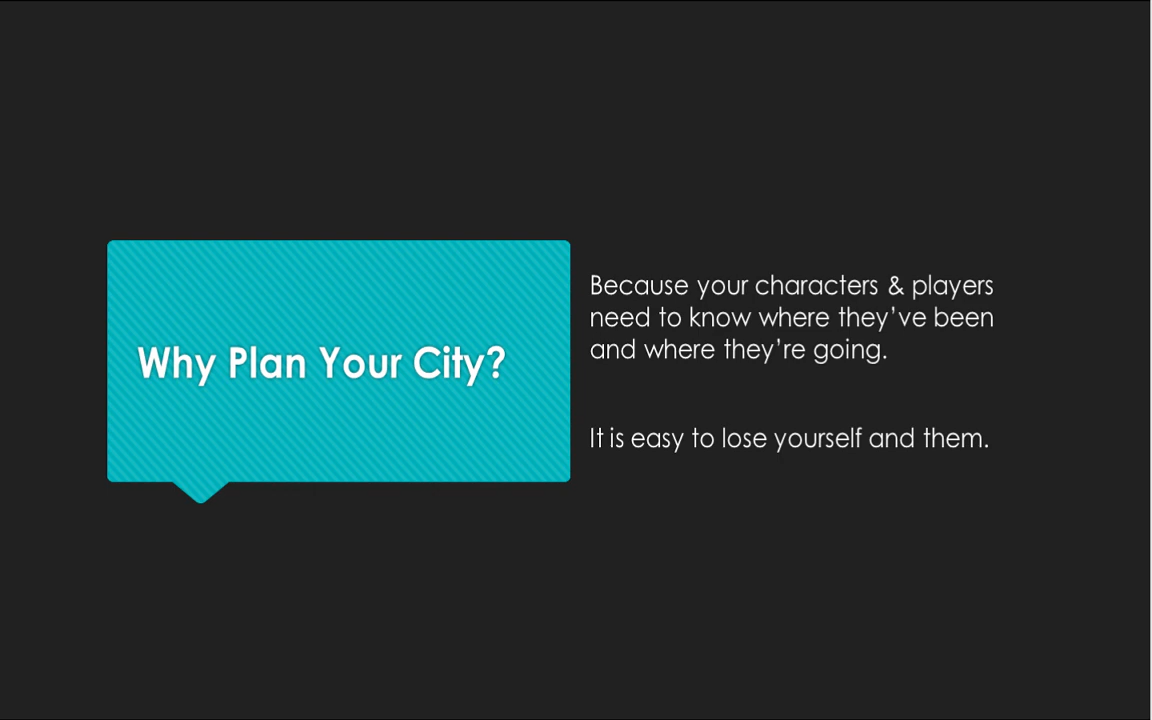 Why Plan Your City?
Because your characters & players
need to know where they’ve been
and where they’re going.
It is easy to lose yourself and them.